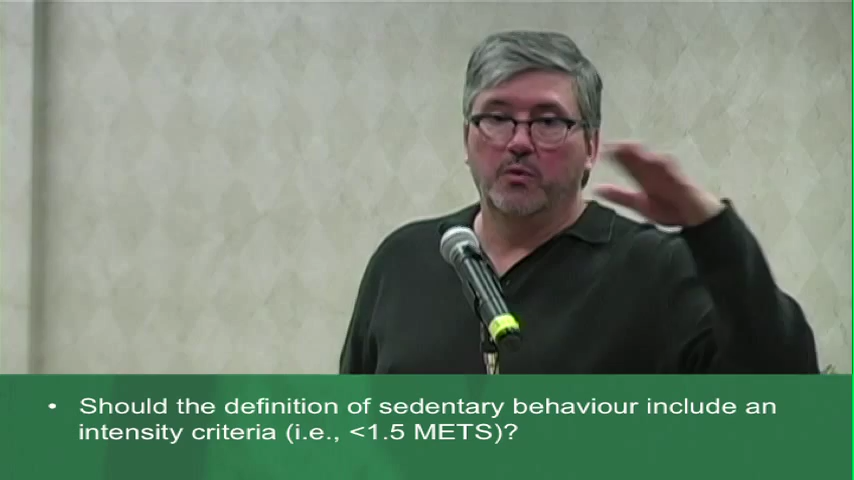 • Should the definition of sedentary behaviour include an
intensity criteria (i.e., <1.5 METS)?